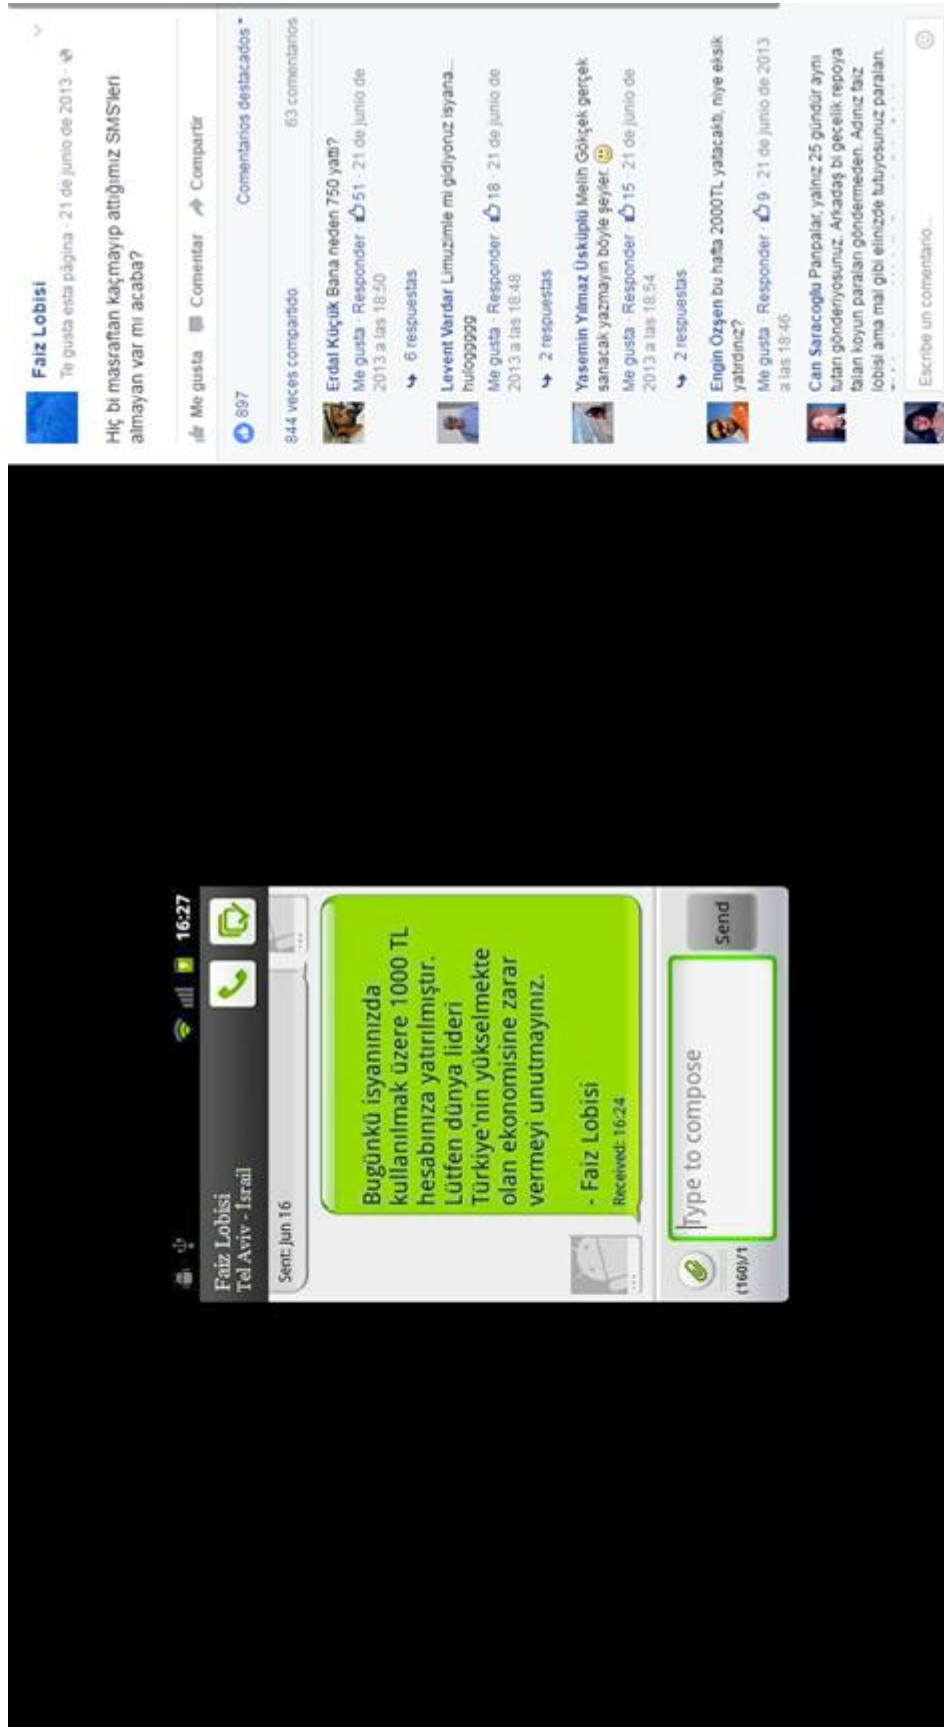 16:27
Faiz Lobisi
Tel Aviv - İsrail
Sent: Jun 16
Bugünkü isyanınızda
kullanılmak üzere 1000 TL
hesabınıza yatırılmıştır.
Lütfen dünya lideri
Türkiye'nin yükselmekte
olan ekonomisine zarar
vermeyi unutmayınız.
- Faiz Lobisi
Received: 16:24
Type to compose
Send
(160)/1
Faiz Lobisi
Te gusta esta página · 21 de junio de 2013 ·
Hiç bi masraftan kaçmayıp attığımız SMS'leri
almayan var mı acaba?
Me gusta Comentar Compartir
897 Comentarios destacados
844 veces compartido 63 comentarios
Erdal Küçük Bana neden 750 yattı?
Me gusta · Responder · 51 · 21 de junio de
2013 a las 18:50
6 respuestas
Levent Vardar Limuzimle mi gidiyoruz isyana...
huloggggg
Me gusta · Responder · 18 · 21 de junio de
2013 a las 18:48
2 respuestas
Yasemin Yılmaz Üsküplü Melih Gökçek gerçek
sanacak yazmayın böyle şeyler.
Me gusta · Responder · 15 · 21 de junio de
2013 a las 18:54
2 respuestas
Engin Özşen bu hafta 2000TL yatacaktı, niye eksik
yatırdınız?
Me gusta · Responder · 9 · 21 de junio de 2013
a las 18:46
Can Saracoglu Panpalar, yalnız 25 gündür aynı
tutarı gönderiyosunuz. Arkadaş bi gecelik repoya
falan koyun paraları göndermeden. Adınız faiz
lobisi ama mal gibi elinizde tutuyosunuz paraları.
Escribe un comentario...